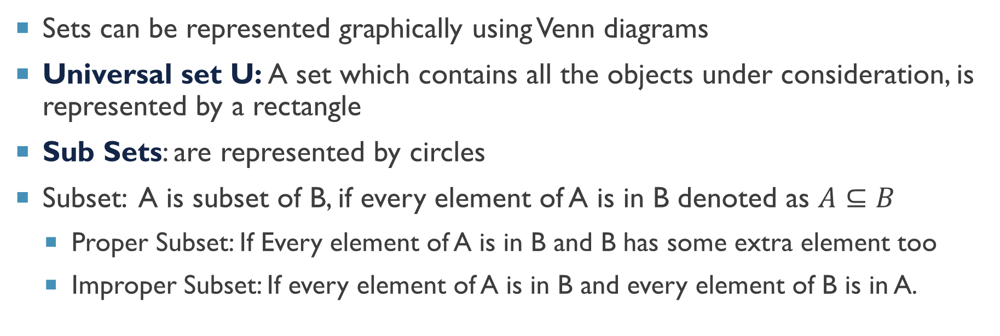 Sets can be represented graphically using Venn diagrams
Universal set U: A set which contains all the objects under consideration, is
represented by a rectangle
Sub Sets: are represented by circles
Subset: A is subset of B, if every element of A is in B denoted as A ⊆ B
Proper Subset: If Every element of A is in B and B has some extra element too
Improper Subset: If every element of A is in B and every element of B is in A.